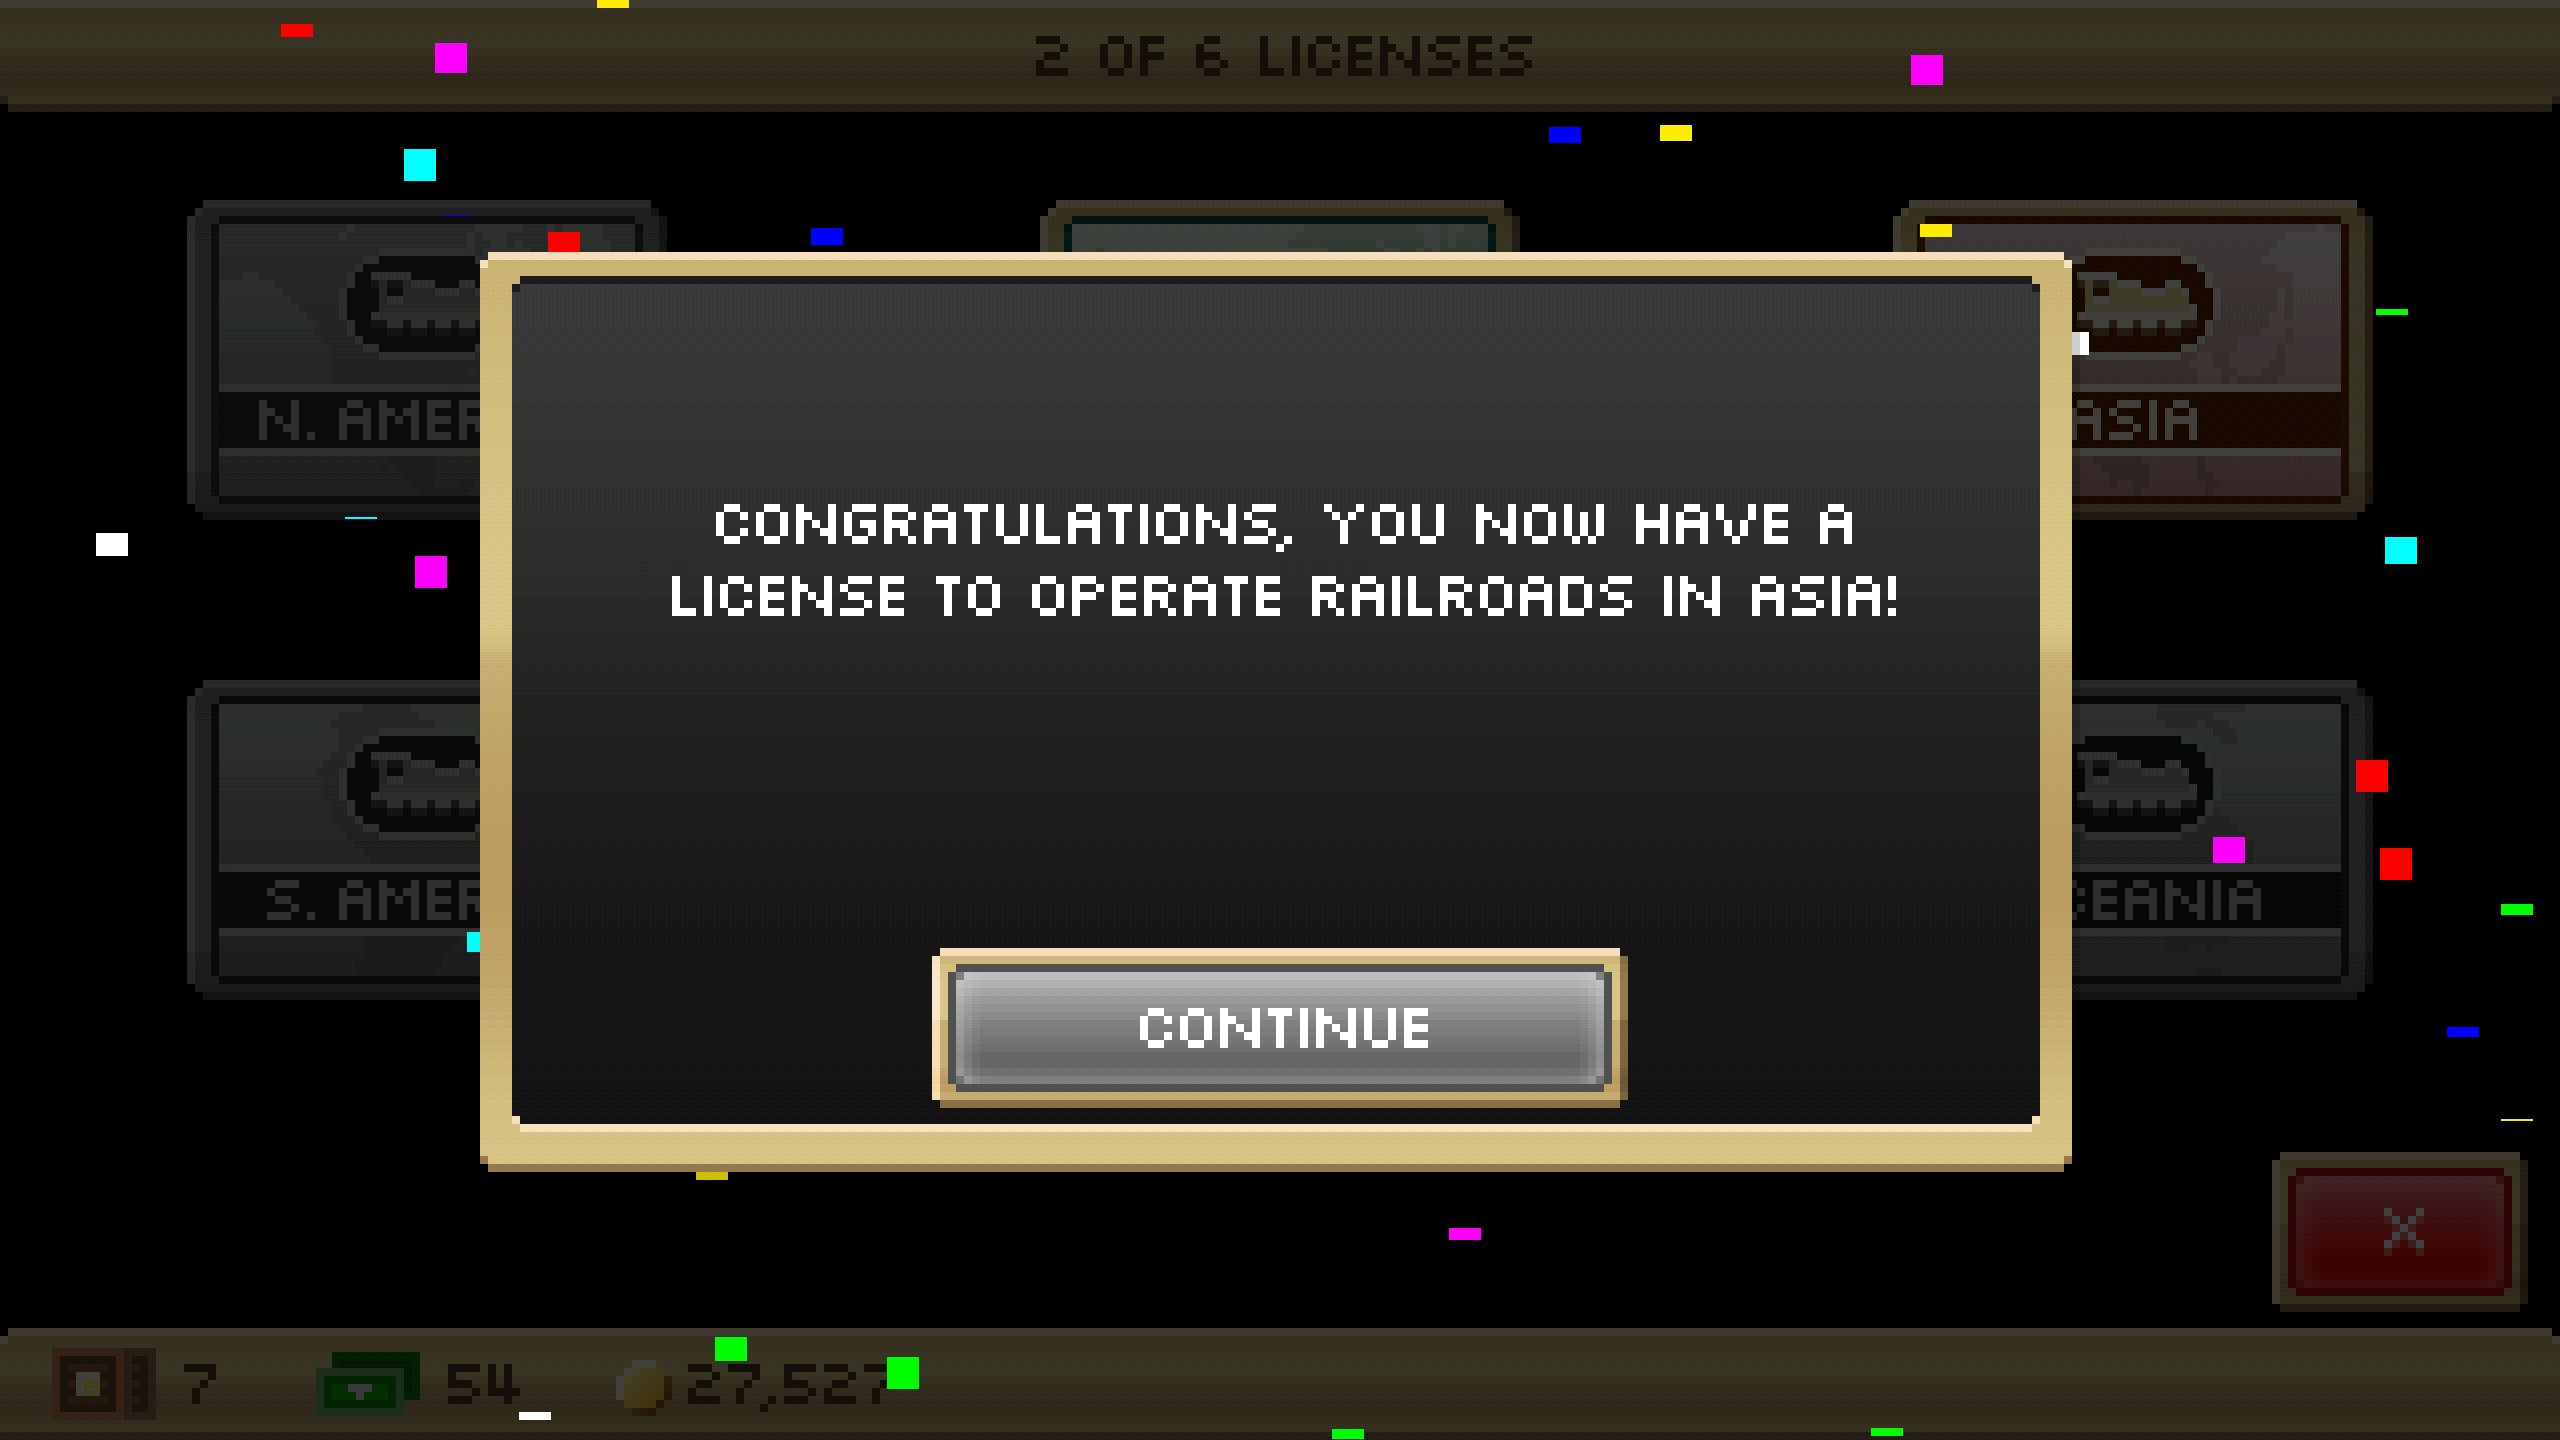 2 OF 6 LICENSES
N. AMER
ASIA
CONGRATULATIONS, YOU NOW HAVE A
LICENSE TO OPERATE RAILROADS IN ASIA!
S. AMER
CEANIA
CONTINUE
X
7 54 27,527